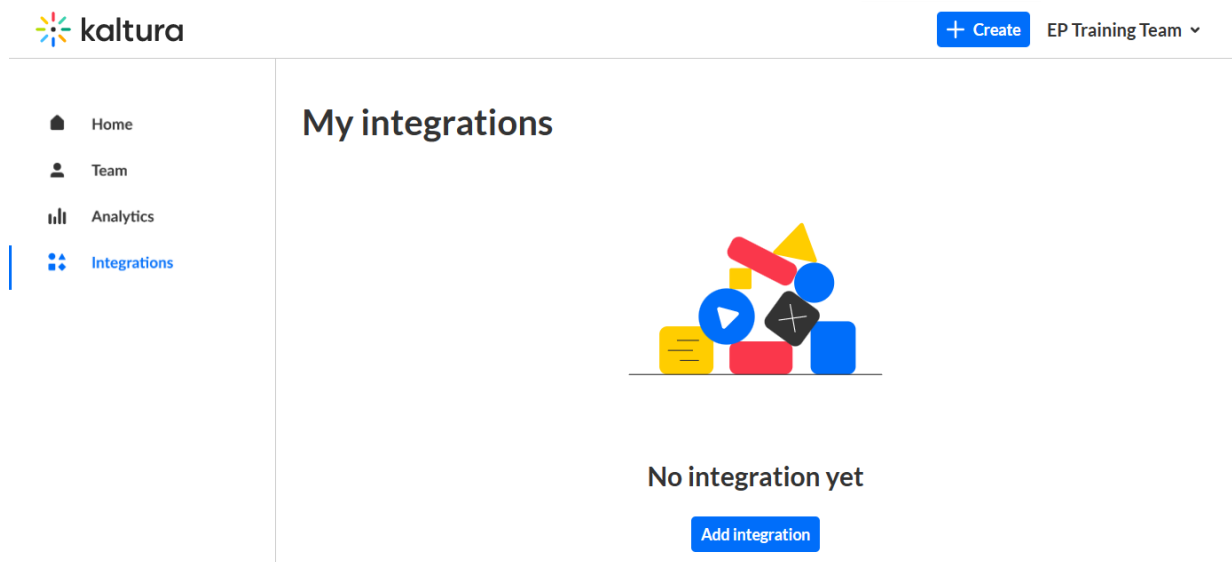 kaltura
Create
EP Training Team
Home
Team
Analytics
Integrations
My integrations
No integration yet
Add integration